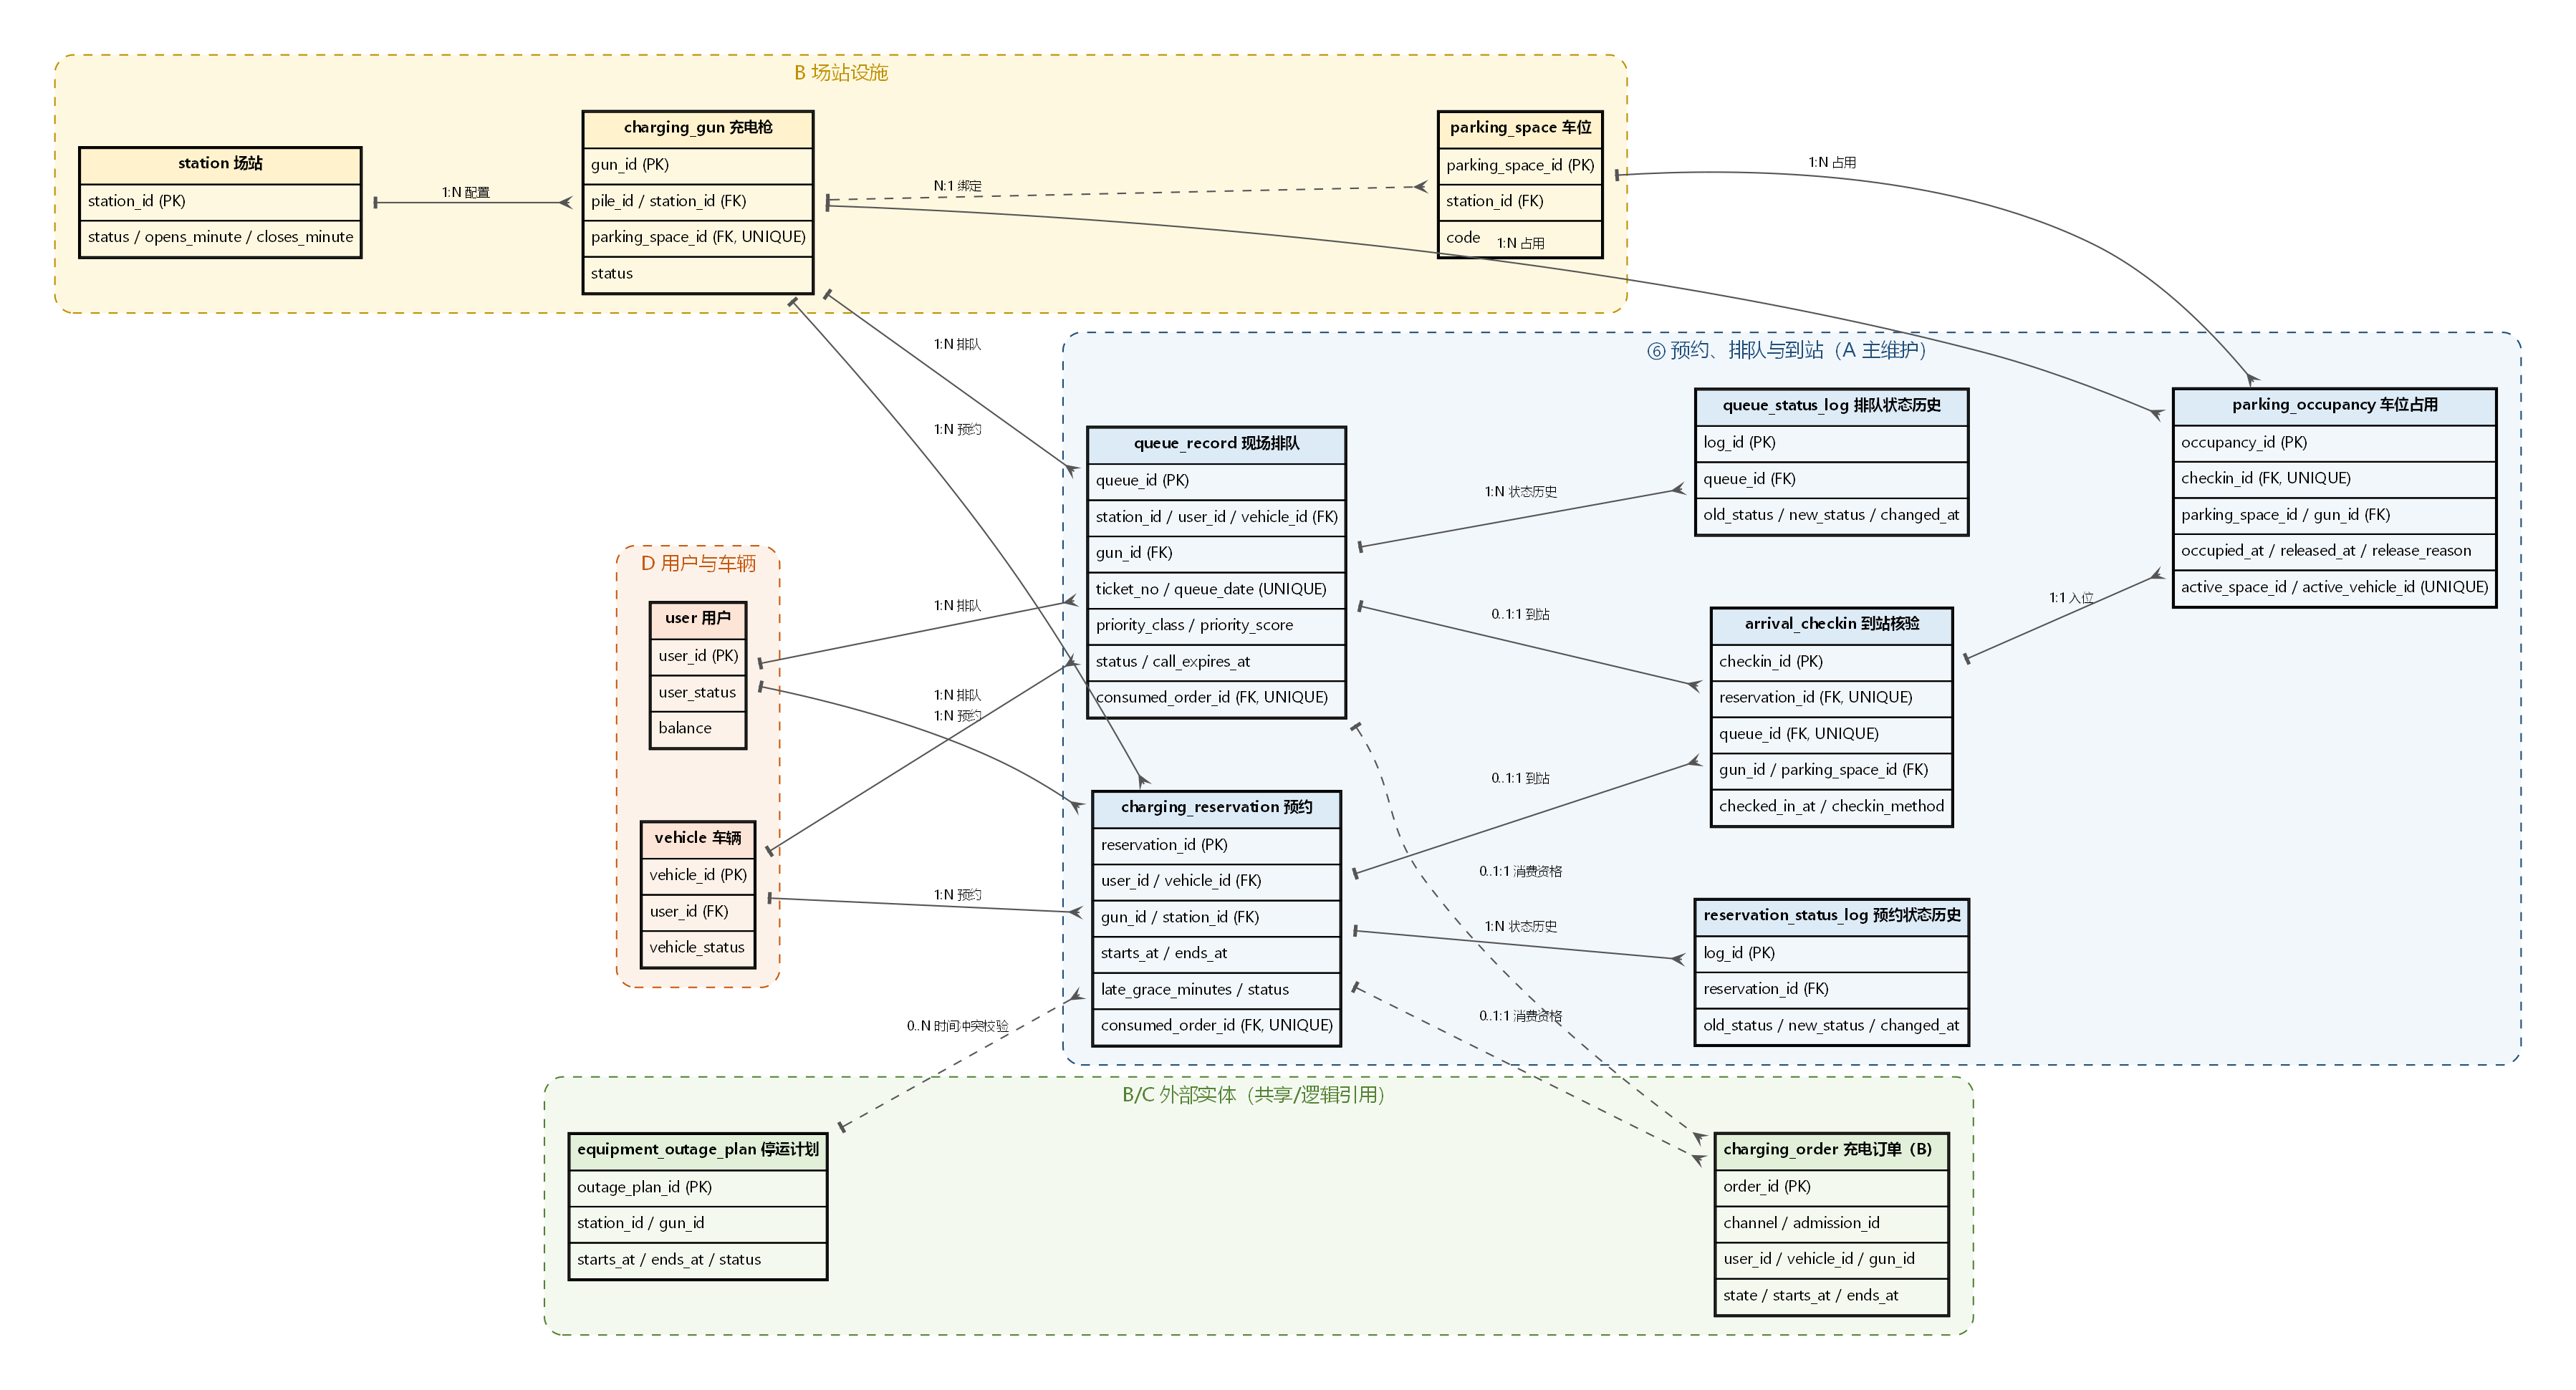 B 场站设施
station 场站
station_id (PK)
status / opens_minute / closes_minute
1:N 配置
charging_gun 充电枪
gun_id (PK)
pile_id / station_id (FK)
parking_space_id (FK, UNIQUE)
status
N:1 绑定
parking_space 车位
parking_space_id (PK)
station_id (FK)
code
1:N 占用
1:N 占用
1:N 排队
1:N 预约
⑥ 预约、排队与到站（A 主维护）
queue_record 现场排队
queue_id (PK)
station_id / user_id / vehicle_id (FK)
gun_id (FK)
ticket_no / queue_date (UNIQUE)
priority_class / priority_score
status / call_expires_at
consumed_order_id (FK, UNIQUE)
queue_status_log 排队状态历史
log_id (PK)
queue_id (FK)
old_status / new_status / changed_at
parking_occupancy 车位占用
occupancy_id (PK)
checkin_id (FK, UNIQUE)
parking_space_id / gun_id (FK)
occupied_at / released_at / release_reason
active_space_id / active_vehicle_id (UNIQUE)
1:N 状态历史
0..1:1 到站
1:1 入位
arrival_checkin 到站核验
checkin_id (PK)
reservation_id (FK, UNIQUE)
queue_id (FK, UNIQUE)
gun_id / parking_space_id (FK)
checked_in_at / checkin_method
D 用户与车辆
user 用户
user_id (PK)
user_status
balance
1:N 排队
1:N 排队
1:N 预约
vehicle 车辆
vehicle_id (PK)
user_id (FK)
vehicle_status
1:N 预约
charging_reservation 预约
reservation_id (PK)
user_id / vehicle_id (FK)
gun_id / station_id (FK)
starts_at / ends_at
late_grace_minutes / status
consumed_order_id (FK, UNIQUE)
0..1:1 到站
0..1:1 消费资格
1:N 状态历史
0..1:1 消费资格
reservation_status_log 预约状态历史
log_id (PK)
reservation_id (FK)
old_status / new_status / changed_at
0..N 时间冲突校验
B/C 外部实体（共享/逻辑引用）
equipment_outage_plan 停运计划
outage_plan_id (PK)
station_id / gun_id
starts_at / ends_at / status
charging_order 充电订单（B）
order_id (PK)
channel / admission_id
user_id / vehicle_id / gun_id
state / starts_at / ends_at